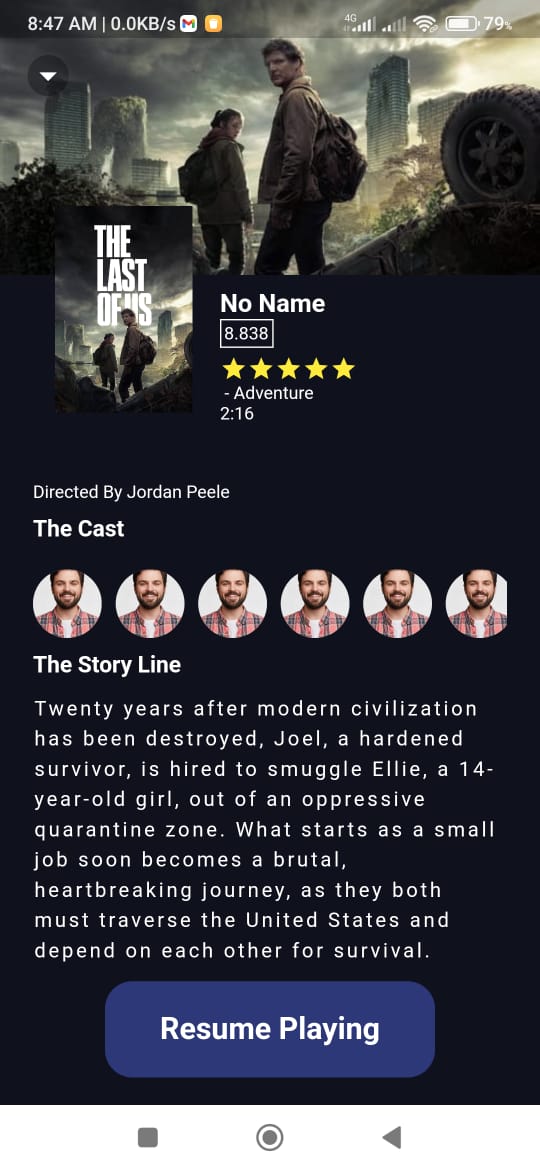 8:47 AM | 0.0KB/s
4G
79%
THE
LAST
OF US
No Name
8.838
- Adventure
2:16
Directed By Jordan Peele
The Cast
The Story Line
Twenty years after modern civilization
has been destroyed, Joel, a hardened
survivor, is hired to smuggle Ellie, a 14-
year-old girl, out of an oppressive
quarantine zone. What starts as a small
job soon becomes a brutal,
heartbreaking journey, as they both
must traverse the United States and
depend on each other for survival.
Resume Playing